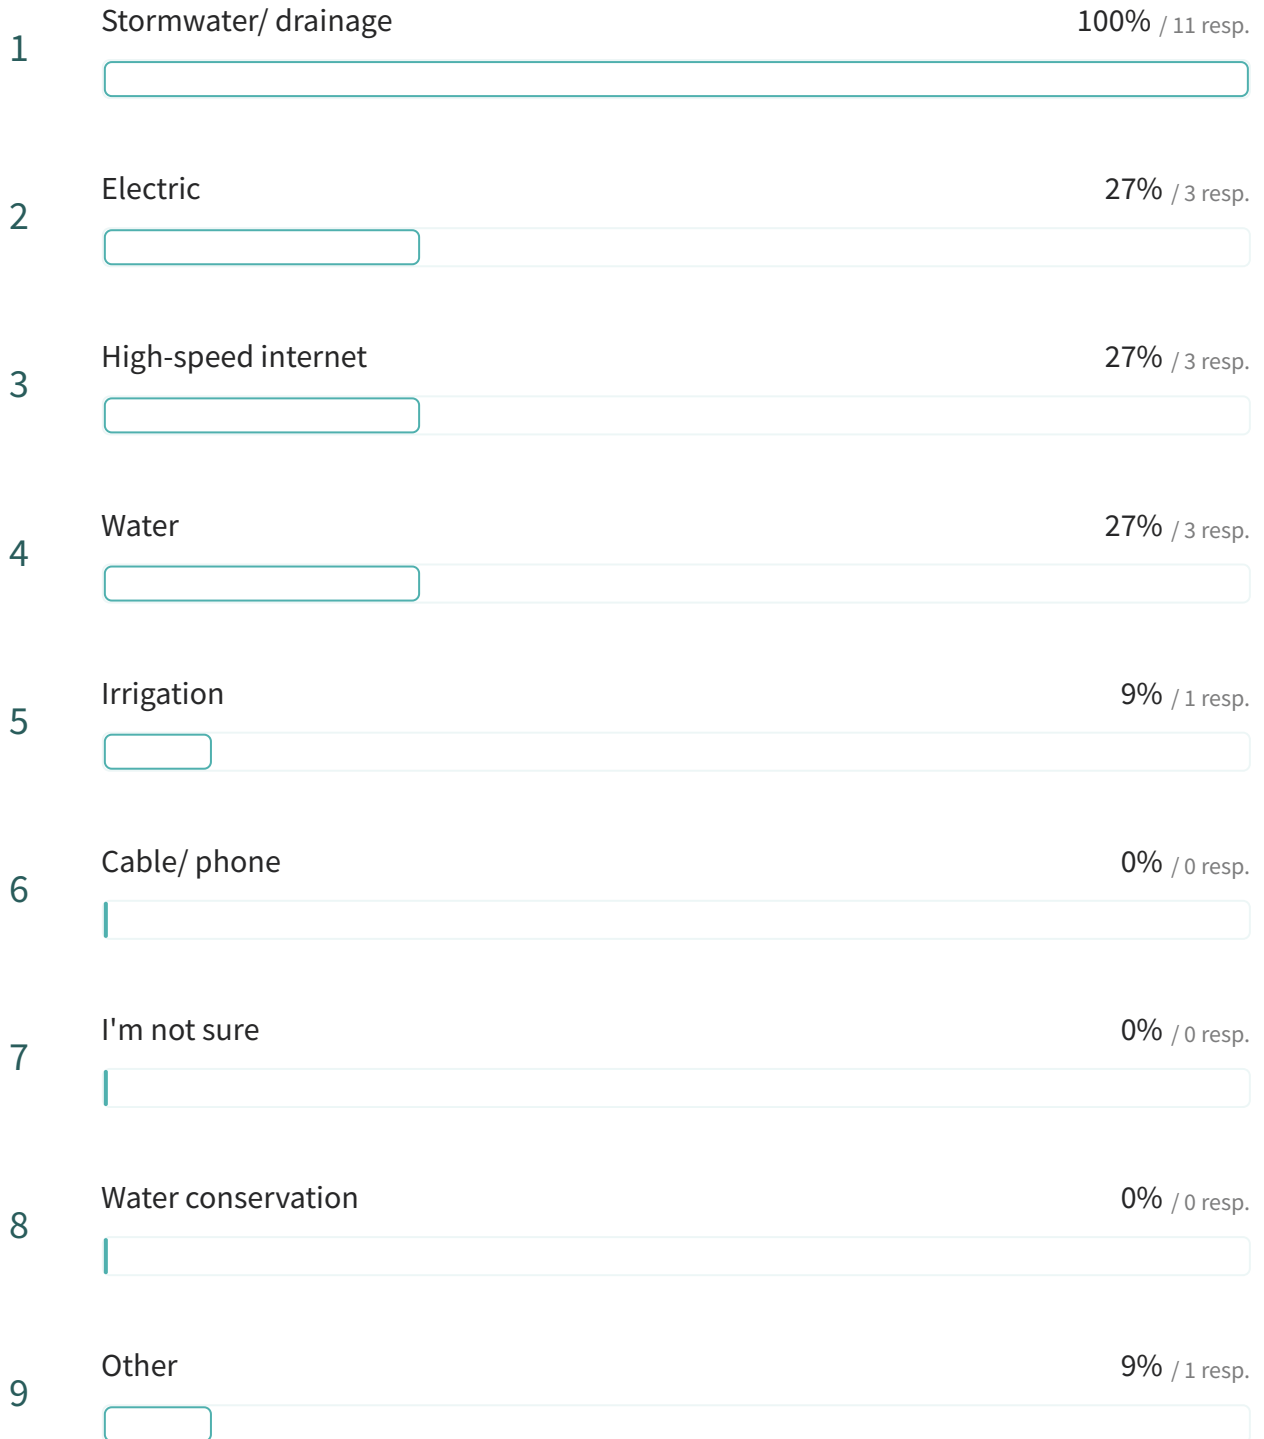 1
Stormwater/ drainage
100% / 11 resp.
2
Electric
27% / 3 resp.
3
High-speed internet
27% / 3 resp.
4
Water
27% / 3 resp.
5
Irrigation
9% / 1 resp.
6
Cable/ phone
0% / 0 resp.
7
I'm not sure
0% / 0 resp.
8
Water conservation
0% / 0 resp.
9
Other
9% / 1 resp.